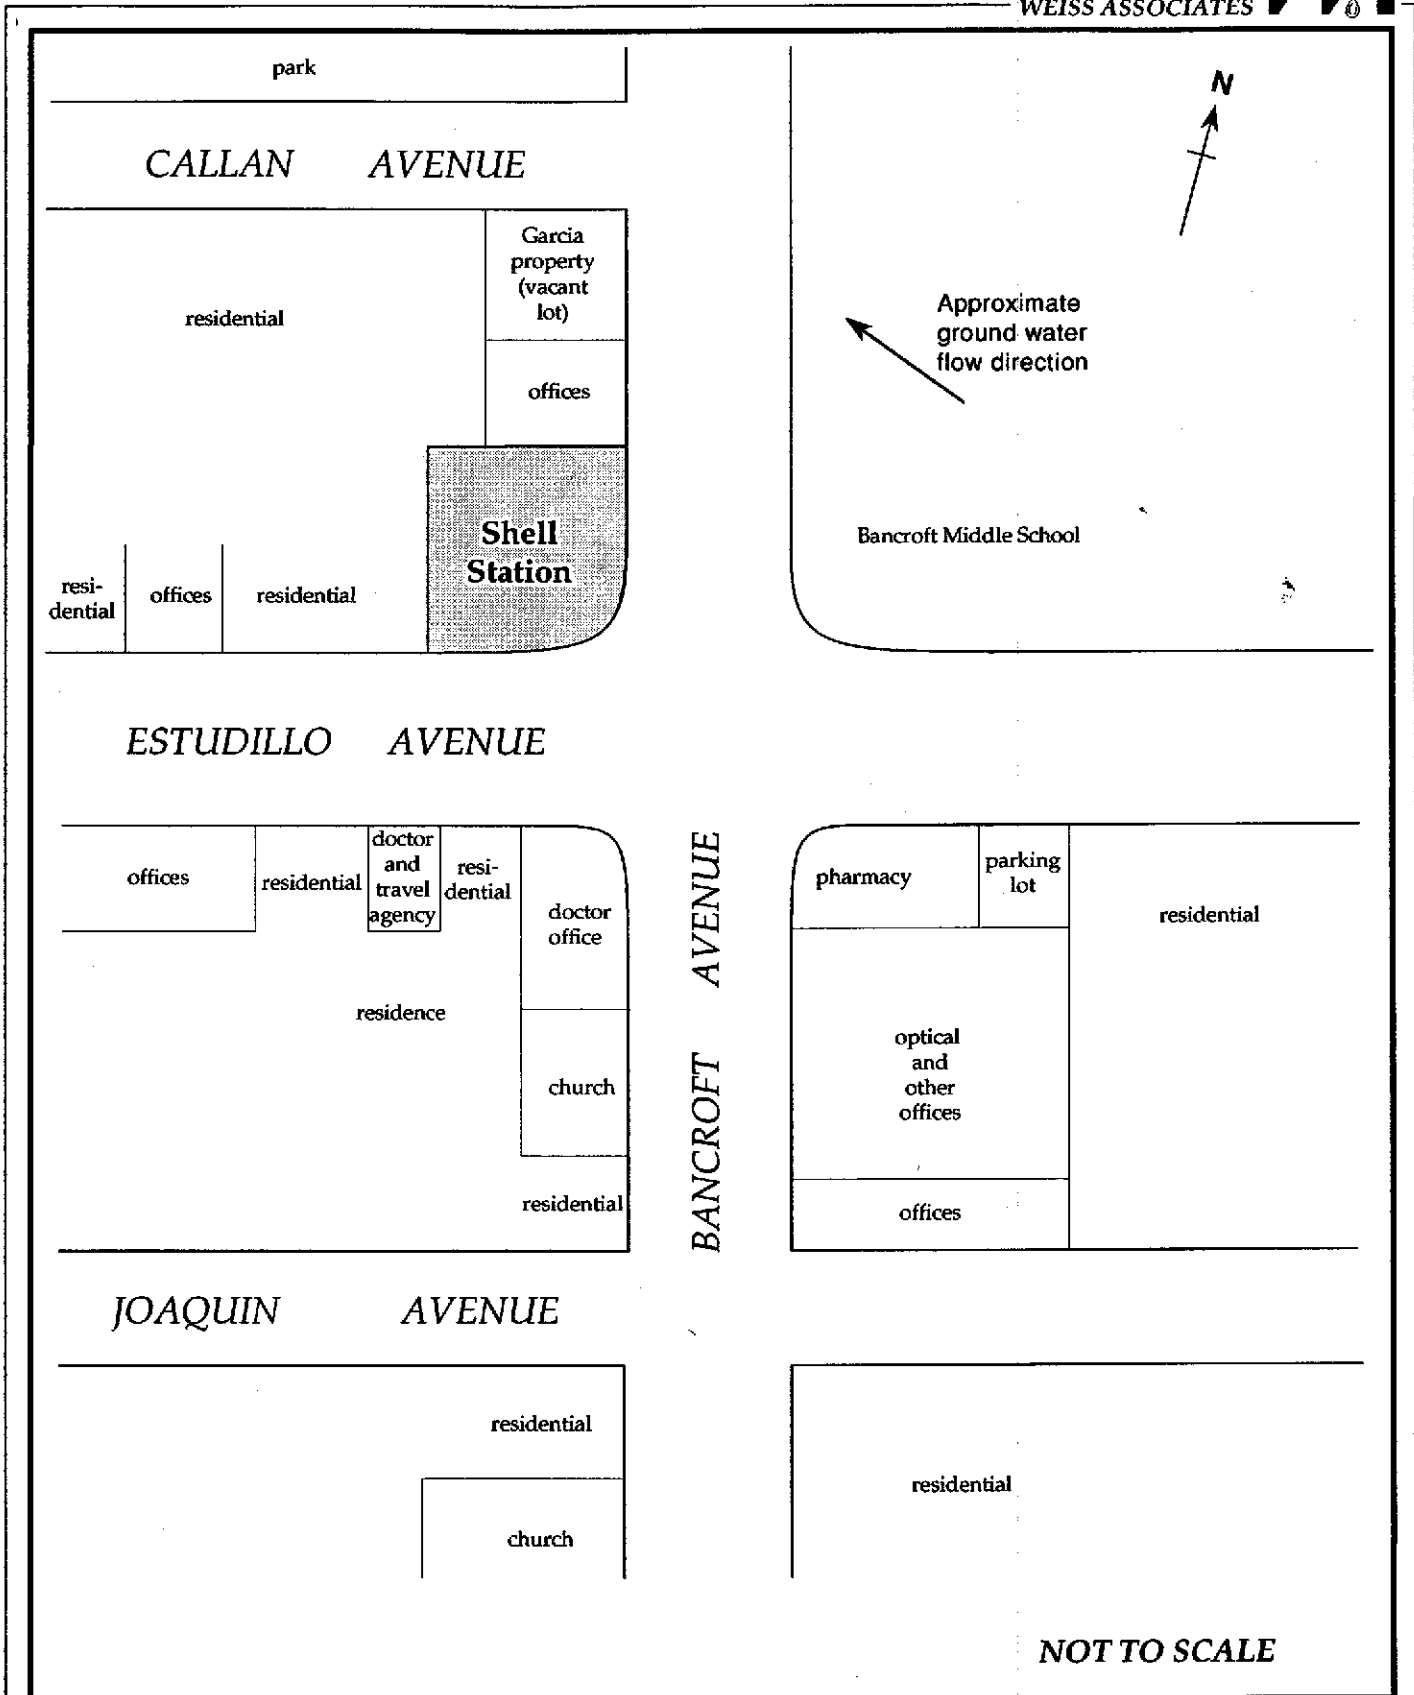 WEISS ASSOCIATES
park
N
CALLAN AVENUE
Garcia
property
(vacant
lot)
residential
Approximate
ground water
flow direction
offices
Shell
Station
Bancroft Middle School
resi-
dential
offices
residential
ESTUDILLO AVENUE
offices
residential
doctor
and
travel
agency
resi-
dential
doctor
office
BANCROFT AVENUE
pharmacy
parking
lot
residential
residence
optical
and
other
offices
church
residential
offices
JOAQUIN AVENUE
residential
church
residential
NOT TO SCALE